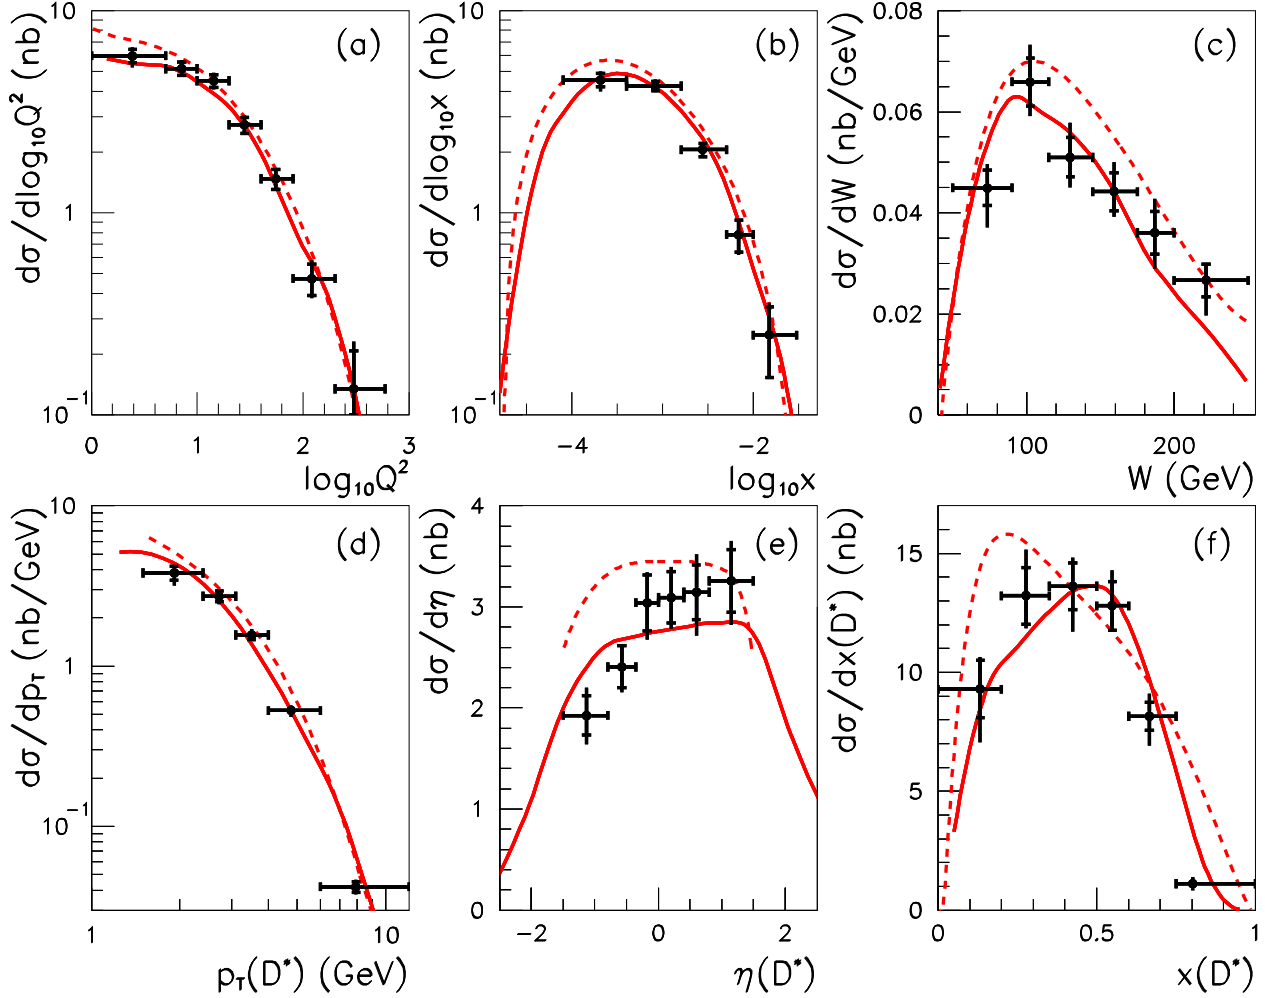 (a)
dσ/dlog₁₀Q² (nb)
10
1
10⁻¹
0 1 2 3
log₁₀Q²
(b)
dσ/dlog₁₀x (nb)
10
1
10⁻¹
-4 -2
log₁₀x
(c)
dσ/dW (nb/GeV)
0.08
0.06
0.04
0.02
0
100 200
W (GeV)
(d)
dσ/dp_T (nb/GeV)
10
1
10⁻¹
1 10
p_T(D*) (GeV)
(e)
dσ/dη (nb)
4
3
2
1
0
-2 0 2
η(D*)
(f)
dσ/dx(D*) (nb)
15
10
5
0
0 0.5 1
x(D*)